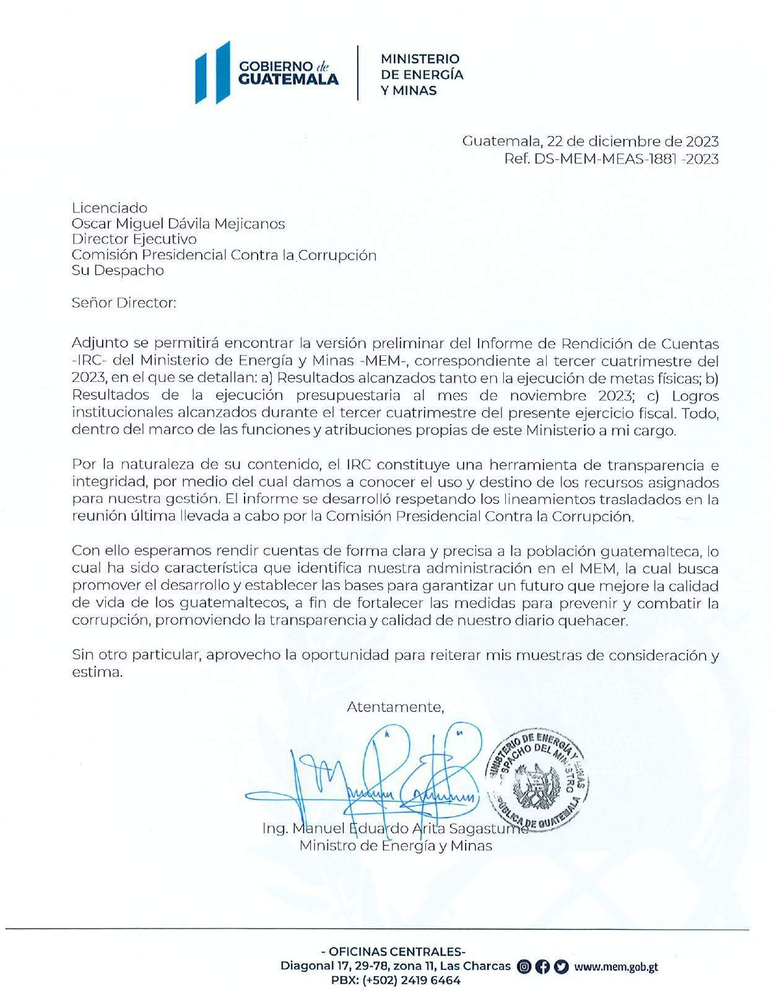 GOBIERNO de
GUATEMALA
MINISTERIO
DE ENERGÍA
Y MINAS
Guatemala, 22 de diciembre de 2023
Ref. DS-MEM-MEAS-1881 -2023
Licenciado
Oscar Miguel Dávila Mejicanos
Director Ejecutivo
Comisión Presidencial Contra la Corrupción
Su Despacho
Señor Director:
Adjunto se permitirá encontrar la versión preliminar del Informe de Rendición de Cuentas
-IRC- del Ministerio de Energía y Minas -MEM-, correspondiente al tercer cuatrimestre del
2023, en el que se detallan: a) Resultados alcanzados tanto en la ejecución de metas físicas; b)
Resultados de la ejecución presupuestaria al mes de noviembre 2023; c) Logros
institucionales alcanzados durante el tercer cuatrimestre del presente ejercicio fiscal. Todo,
dentro del marco de las funciones y atribuciones propias de este Ministerio a mi cargo.
Por la naturaleza de su contenido, el IRC constituye una herramienta de transparencia e
integridad, por medio del cual damos a conocer el uso y destino de los recursos asignados
para nuestra gestión. El informe se desarrolló respetando los lineamientos trasladados en la
reunión última llevada a cabo por la Comisión Presidencial Contra la Corrupción.
Con ello esperamos rendir cuentas de forma clara y precisa a la población guatemalteca, lo
cual ha sido característica que identifica nuestra administración en el MEM, la cual busca
promover el desarrollo y establecer las bases para garantizar un futuro que mejore la calidad
de vida de los guatemaltecos, a fin de fortalecer las medidas para prevenir y combatir la
corrupción, promoviendo la transparencia y calidad de nuestro diario quehacer.
Sin otro particular, aprovecho la oportunidad para reiterar mis muestras de consideración y
estima.
Atentamente,
MINISTERIO DE ENERGÍA Y MINAS
DESPACHO DEL MINISTRO
REPÚBLICA DE GUATEMALA
Ing. Manuel Eduardo Arita Sagastume
Ministro de Energía y Minas
- OFICINAS CENTRALES-
Diagonal 17, 29-78, zona 11, Las Charcas www.mem.gob.gt
PBX: (+502) 2419 6464